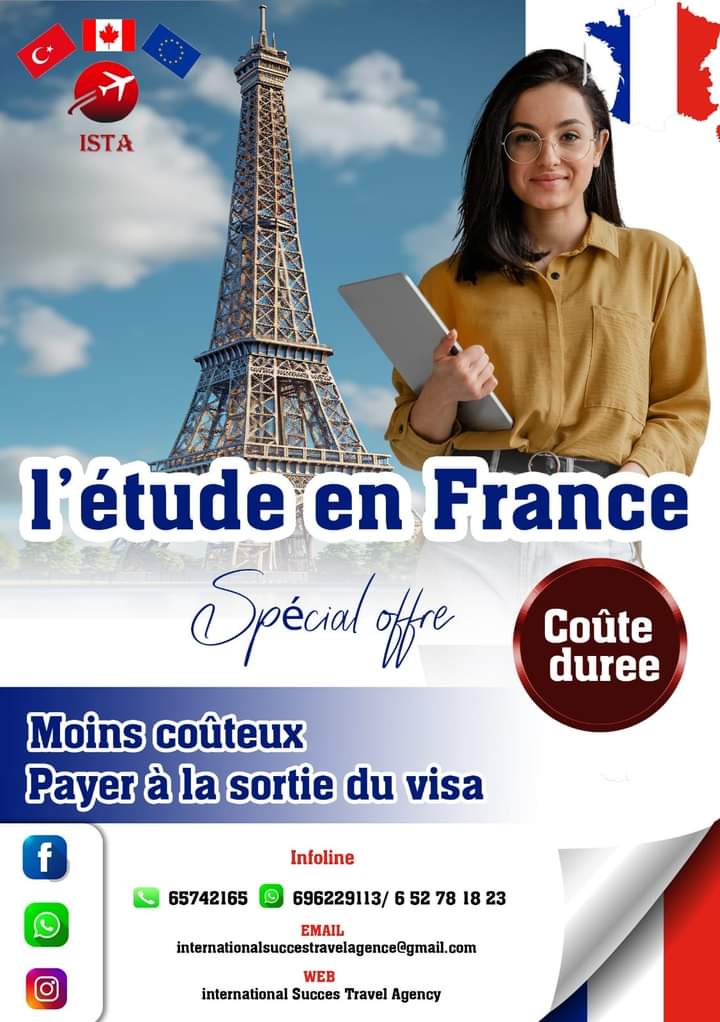 ISTA
l'étude en France
Spécial offre
Coûte
duree
Moins coûteux
Payer à la sortie du visa
Infoline
65742165 696229113/ 6 52 78 18 23
EMAIL
internationalsuccestravelagence@gmail.com
WEB
international Succes Travel Agency